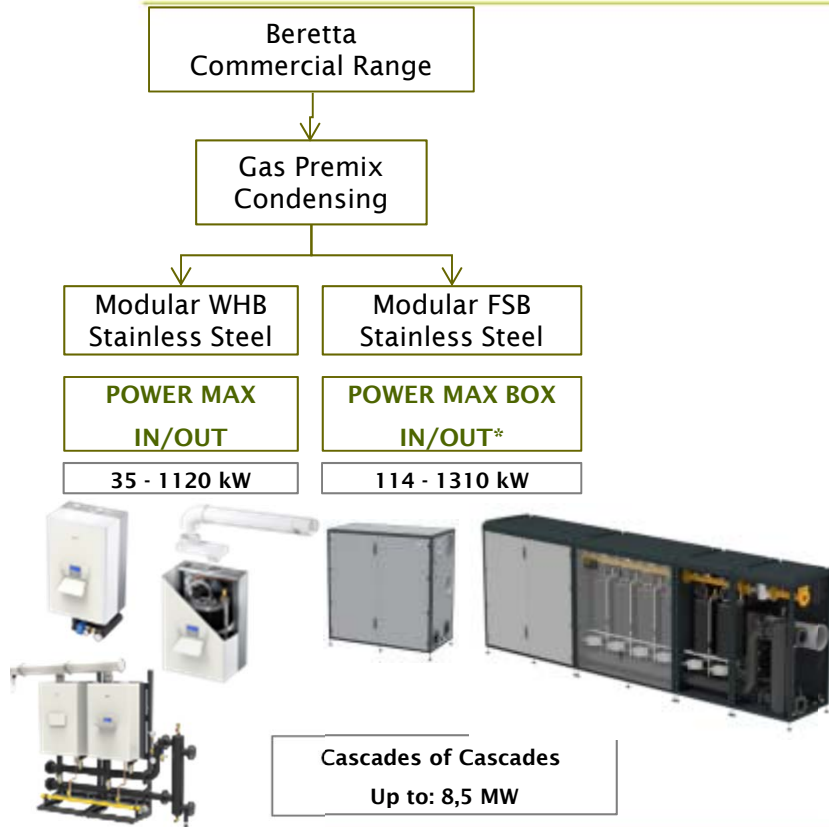 Beretta
Commercial Range
Gas Premix
Condensing
Modular WHB
Stainless Steel
Modular FSB
Stainless Steel
POWER MAX
IN/OUT
POWER MAX BOX
IN/OUT*
35 - 1120 kW
114 - 1310 kW
Cascades of Cascades
Up to: 8,5 MW